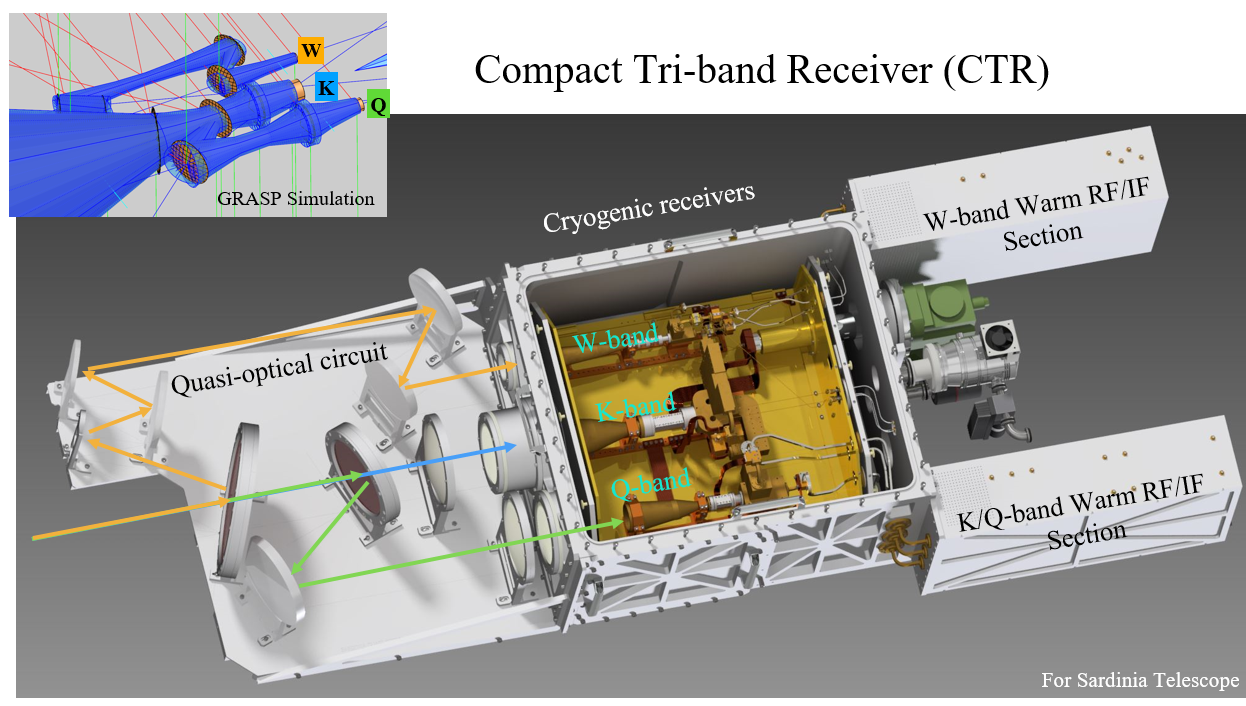 Compact Tri-band Receiver (CTR)
W
K
Q
GRASP Simulation
Cryogenic receivers
W-band Warm RF/IF
Section
Quasi-optical circuit
W-band
K-band
Q-band
K/Q-band Warm RF/IF
Section
For Sardinia Telescope